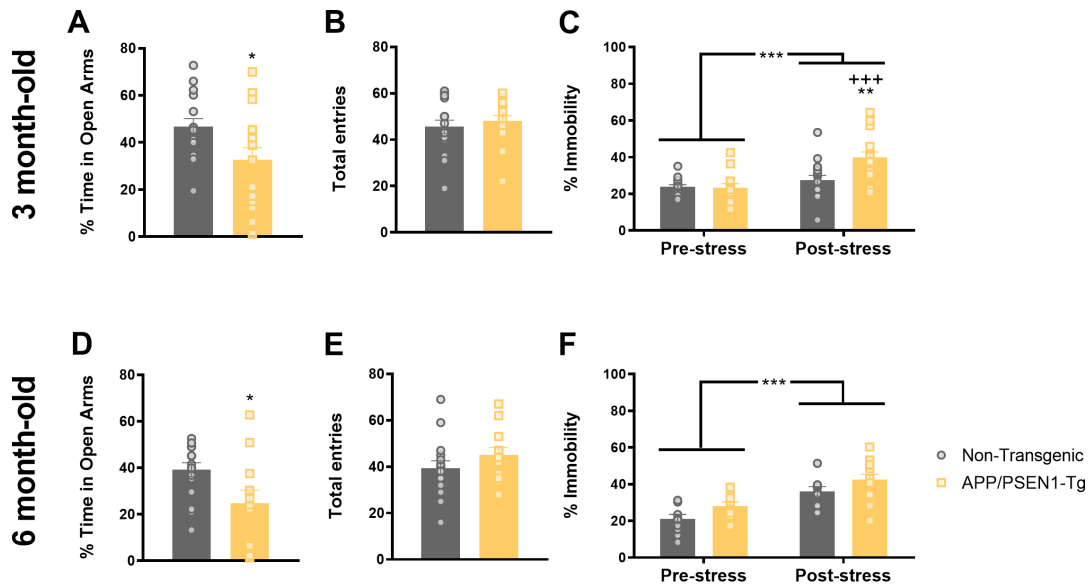 3 month-old
A
% Time in Open Arms
80
60
40
20
0
*
B
Total entries
80
60
40
20
0
C
% Immobility
100
80
60
40
20
0
***
+++
**
Pre-stress
Post-stress
6 month-old
D
% Time in Open Arms
80
60
40
20
0
*
E
Total entries
80
60
40
20
0
F
% Immobility
100
80
60
40
20
0
***
Pre-stress
Post-stress
Non-Transgenic
APP/PSEN1-Tg